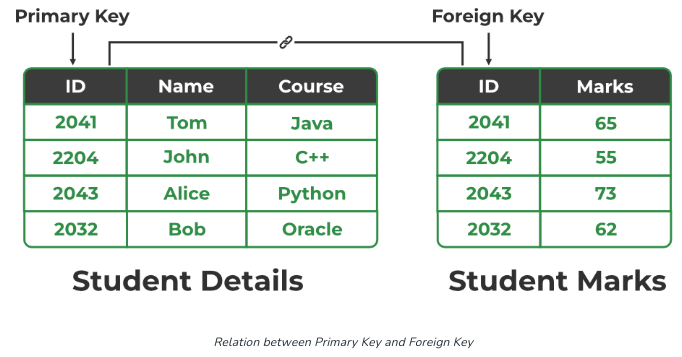 Primary Key
Foreign Key
ID Name Course
2041 Tom Java
2204 John C++
2043 Alice Python
2032 Bob Oracle
Student Details
ID Marks
2041 65
2204 55
2043 73
2032 62
Student Marks
Relation between Primary Key and Foreign Key